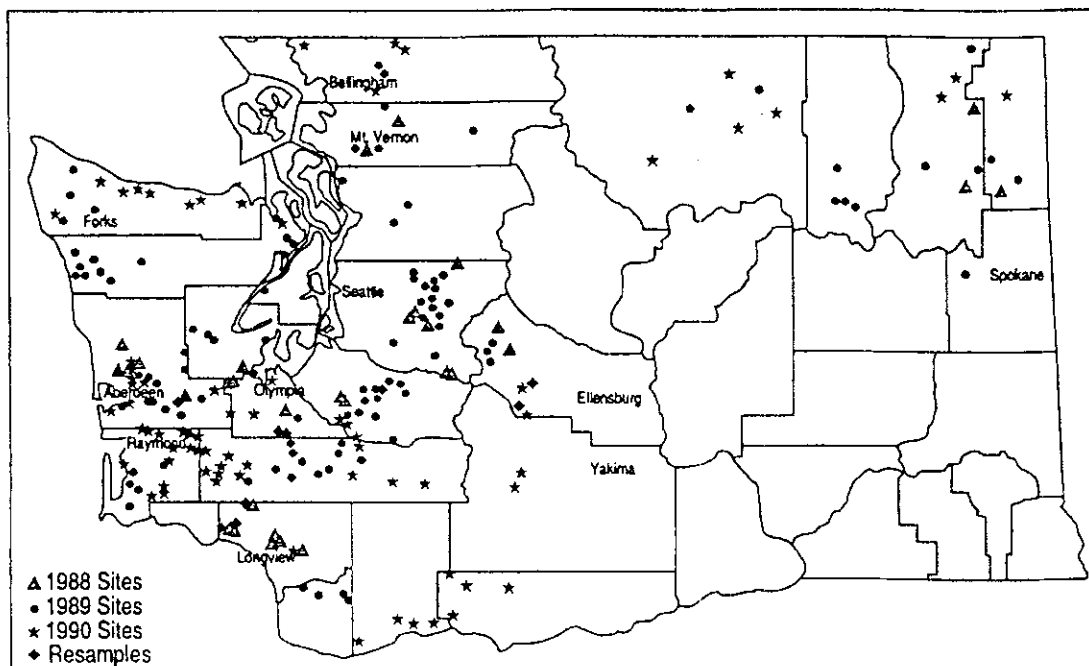 Bellingham
Mt. Vernon
Forks
Seattle
Spokane
Aberdeen
Olympia
Ellensburg
Raymond
Yakima
Longview
1988 Sites
1989 Sites
1990 Sites
Resamples